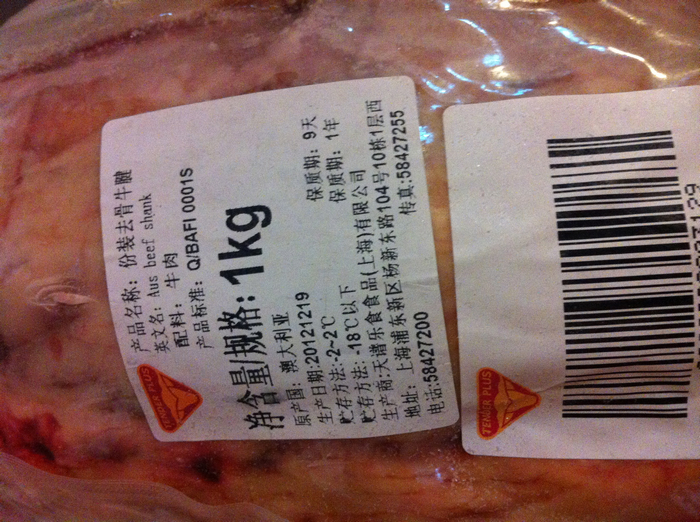 产品名称: 份装去骨牛腱
英文名: Aus beef shank
配料: 牛肉
产品标准: Q/BAFI 0001S
净含量/规格: 1kg
原产国: 澳大利亚
生产日期:20121219
贮存方法:-2-2℃ 保质期: 9天
贮存方法: -18℃以下 保质期: 1年
生产商:天谱乐食食品(上海)有限公司
地址: 上海浦东新区杨新东路104号10栋1层西
电话:58427200 传真:58427255
TENDER PLUS
TENDER PLUS